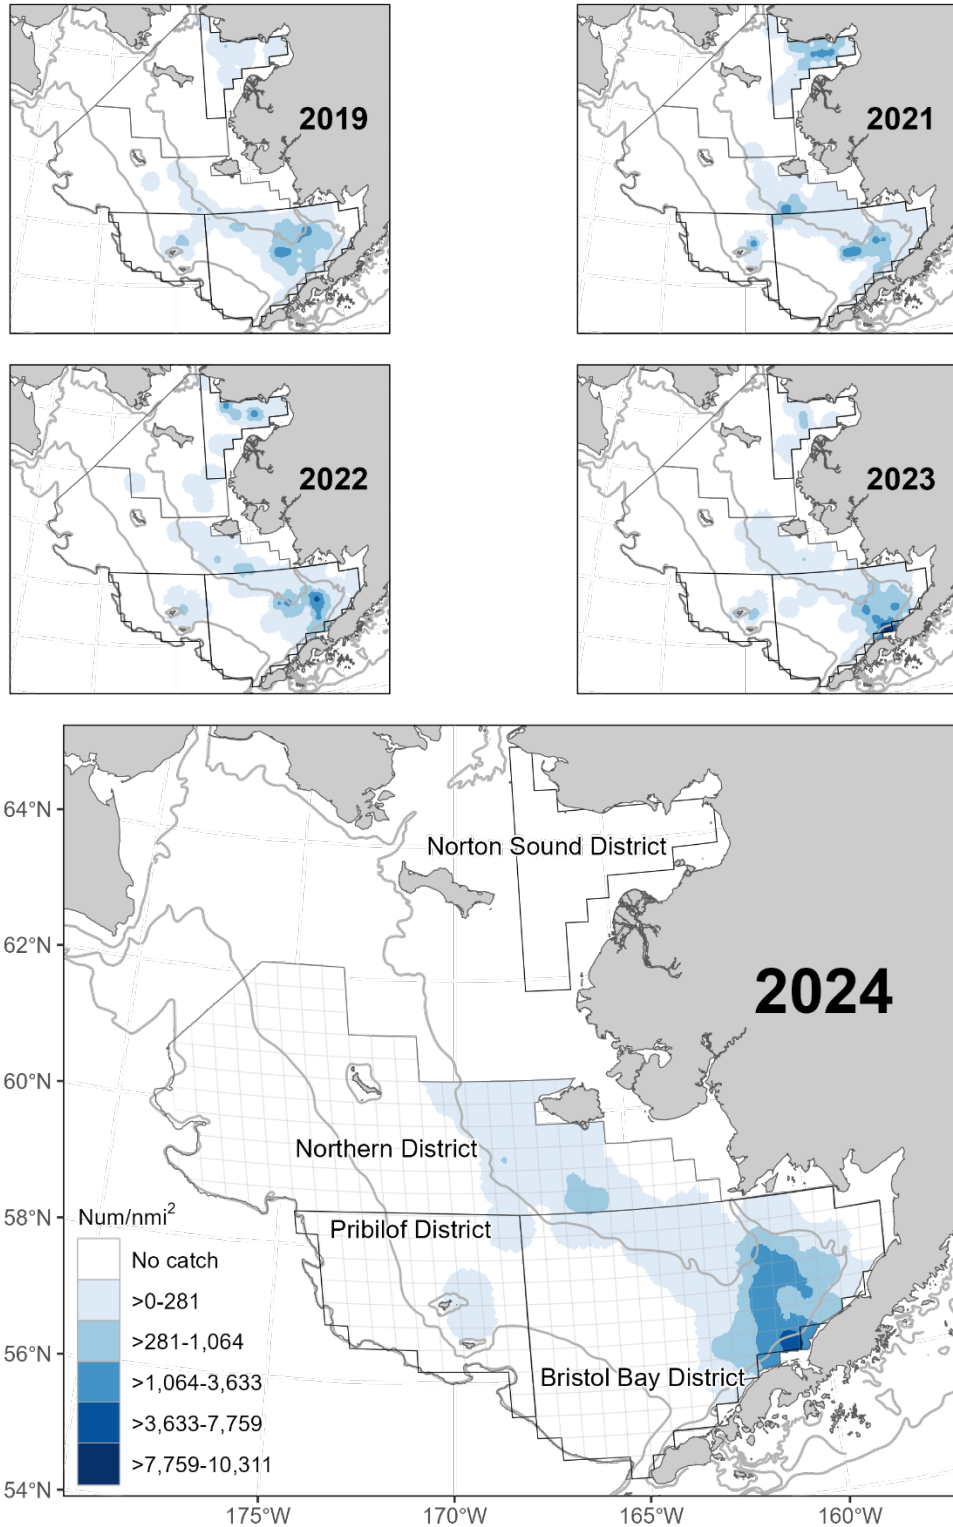 2019
2021
2022
2023
2024
64°N
62°N
60°N
58°N
56°N
54°N
Norton Sound District
Northern District
Pribilof District
Bristol Bay District
Num/nmi²
No catch
>0-281
>281-1,064
>1,064-3,633
>3,633-7,759
>7,759-10,311
175°W
170°W
165°W
160°W